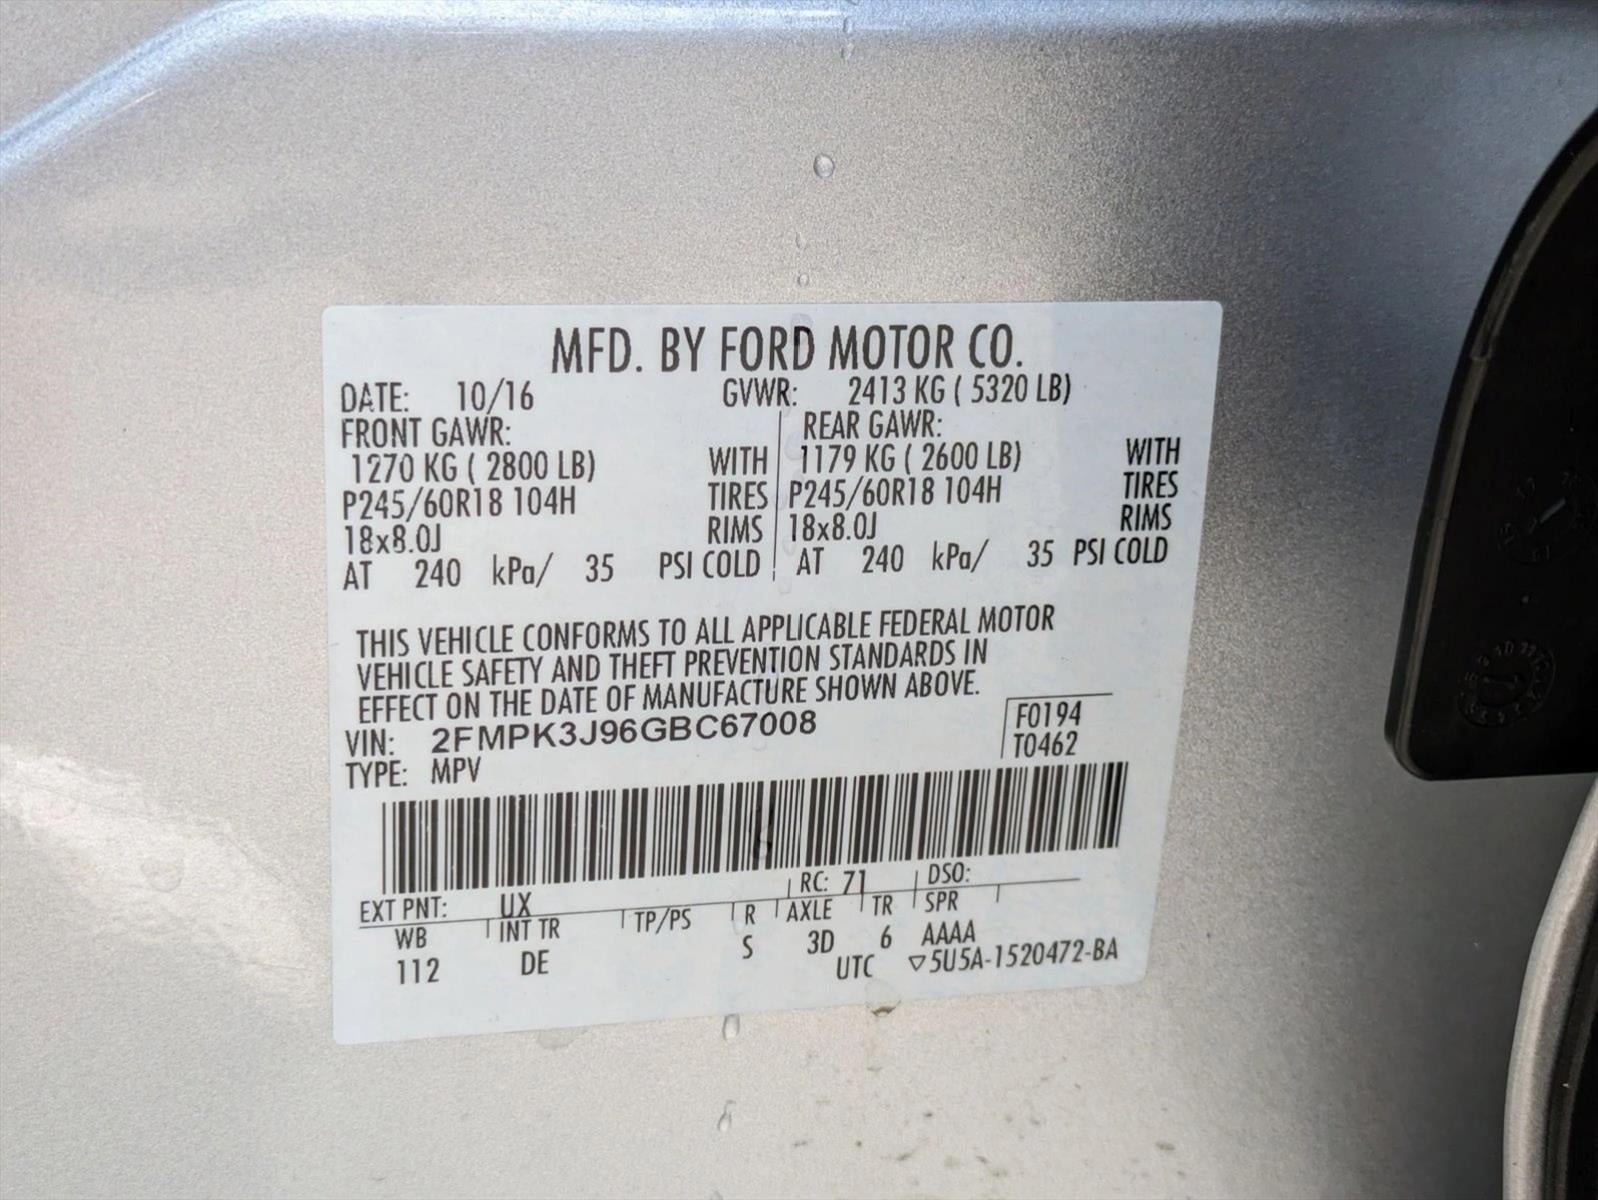 MFD. BY FORD MOTOR CO.
DATE: 10/16 GVWR: 2413 KG ( 5320 LB)
FRONT GAWR: REAR GAWR:
1270 KG ( 2800 LB) WITH 1179 KG ( 2600 LB) WITH
P245/60R18 104H TIRES P245/60R18 104H TIRES
18x8.0J RIMS 18x8.0J RIMS
AT 240 kPa/ 35 PSI COLD AT 240 kPa/ 35 PSI COLD
THIS VEHICLE CONFORMS TO ALL APPLICABLE FEDERAL MOTOR
VEHICLE SAFETY AND THEFT PREVENTION STANDARDS IN
EFFECT ON THE DATE OF MANUFACTURE SHOWN ABOVE.
VIN: 2FMPK3J96GBC67008 F0194
TYPE: MPV T0462
EXT PNT: UX RC: 71 DSO:
WB INT TR TP/PS R AXLE TR SPR
112 DE S 3D 6 AAAA
UTC ▽5U5A-1520472-BA